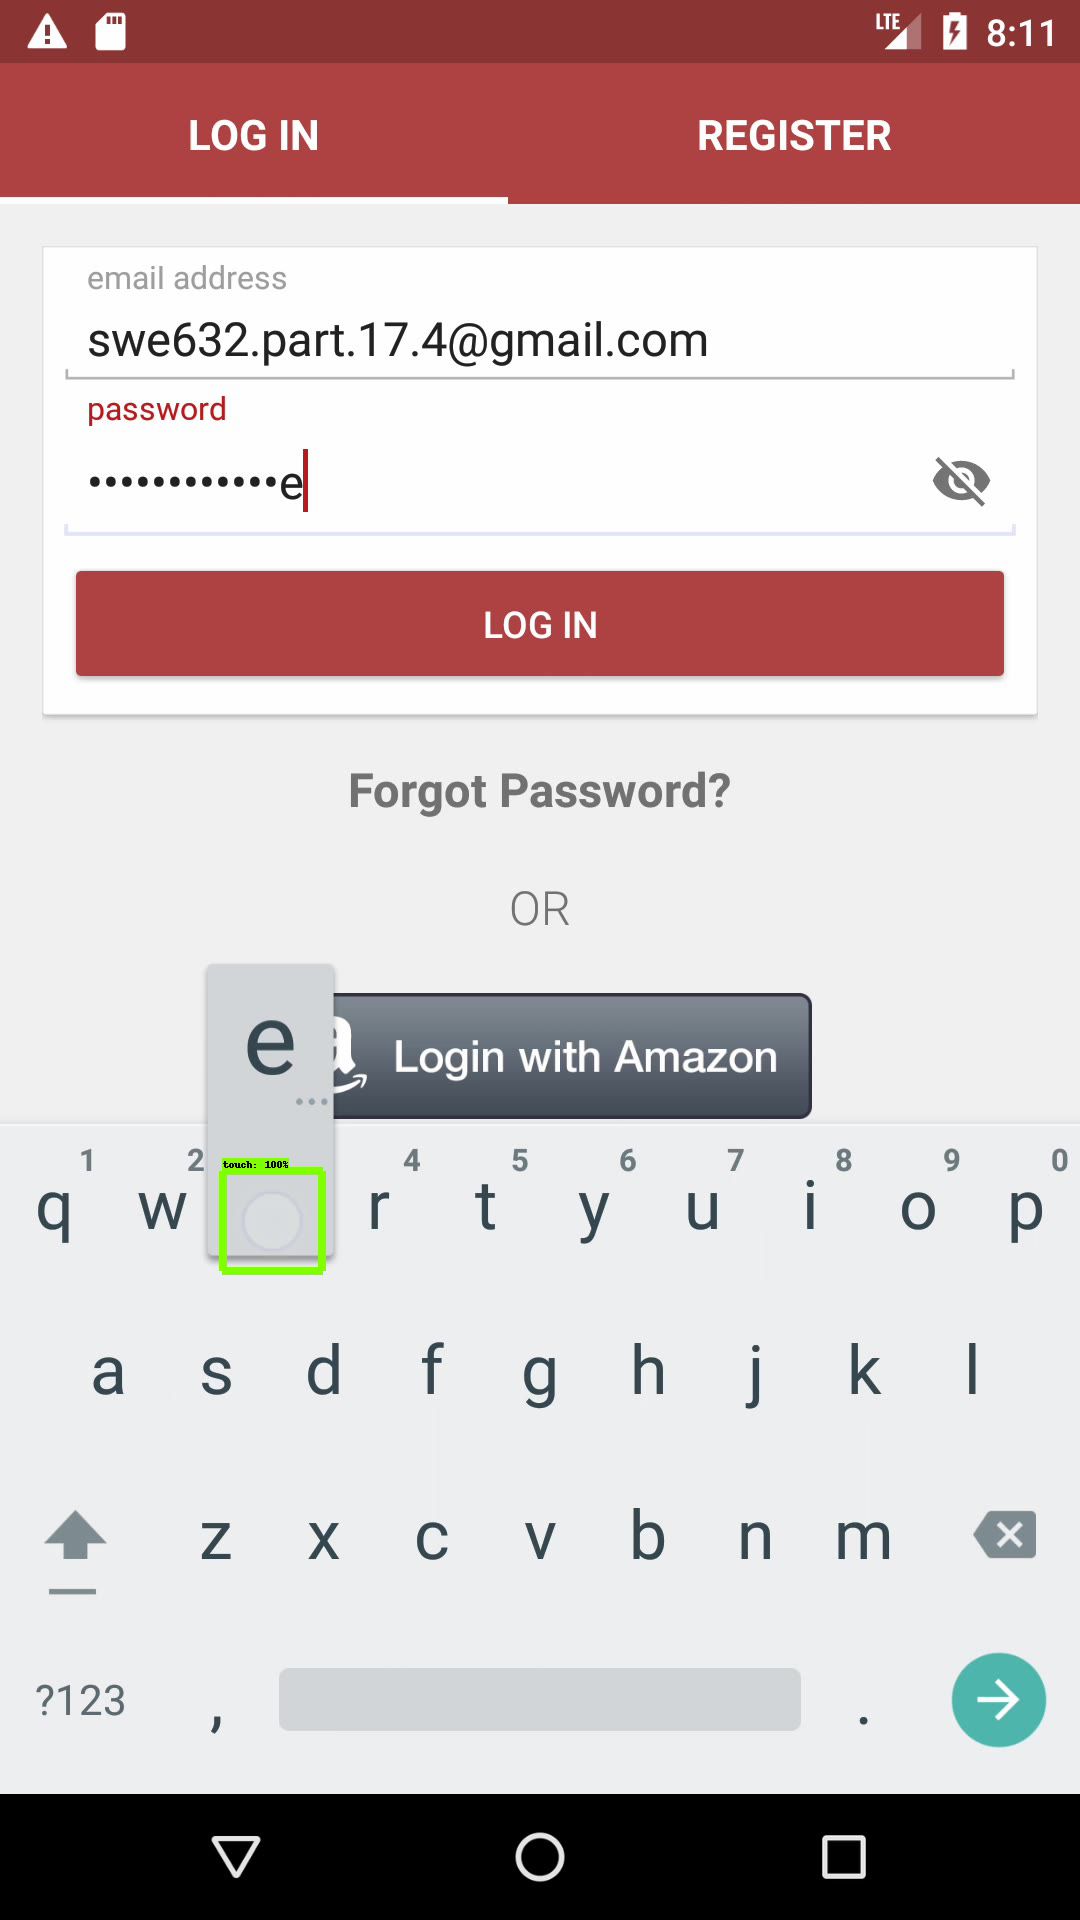 LTE 8:11
LOG IN REGISTER
email address
swe632.part.17.4@gmail.com
password
••••••••••••e
LOG IN
Forgot Password?
OR
e
a Login with Amazon
...
touch: 100%
1 2 4 5 6 7 8 9 0
q w r t y u i o p
a s d f g h j k l
z x c v b n m
?123 , .